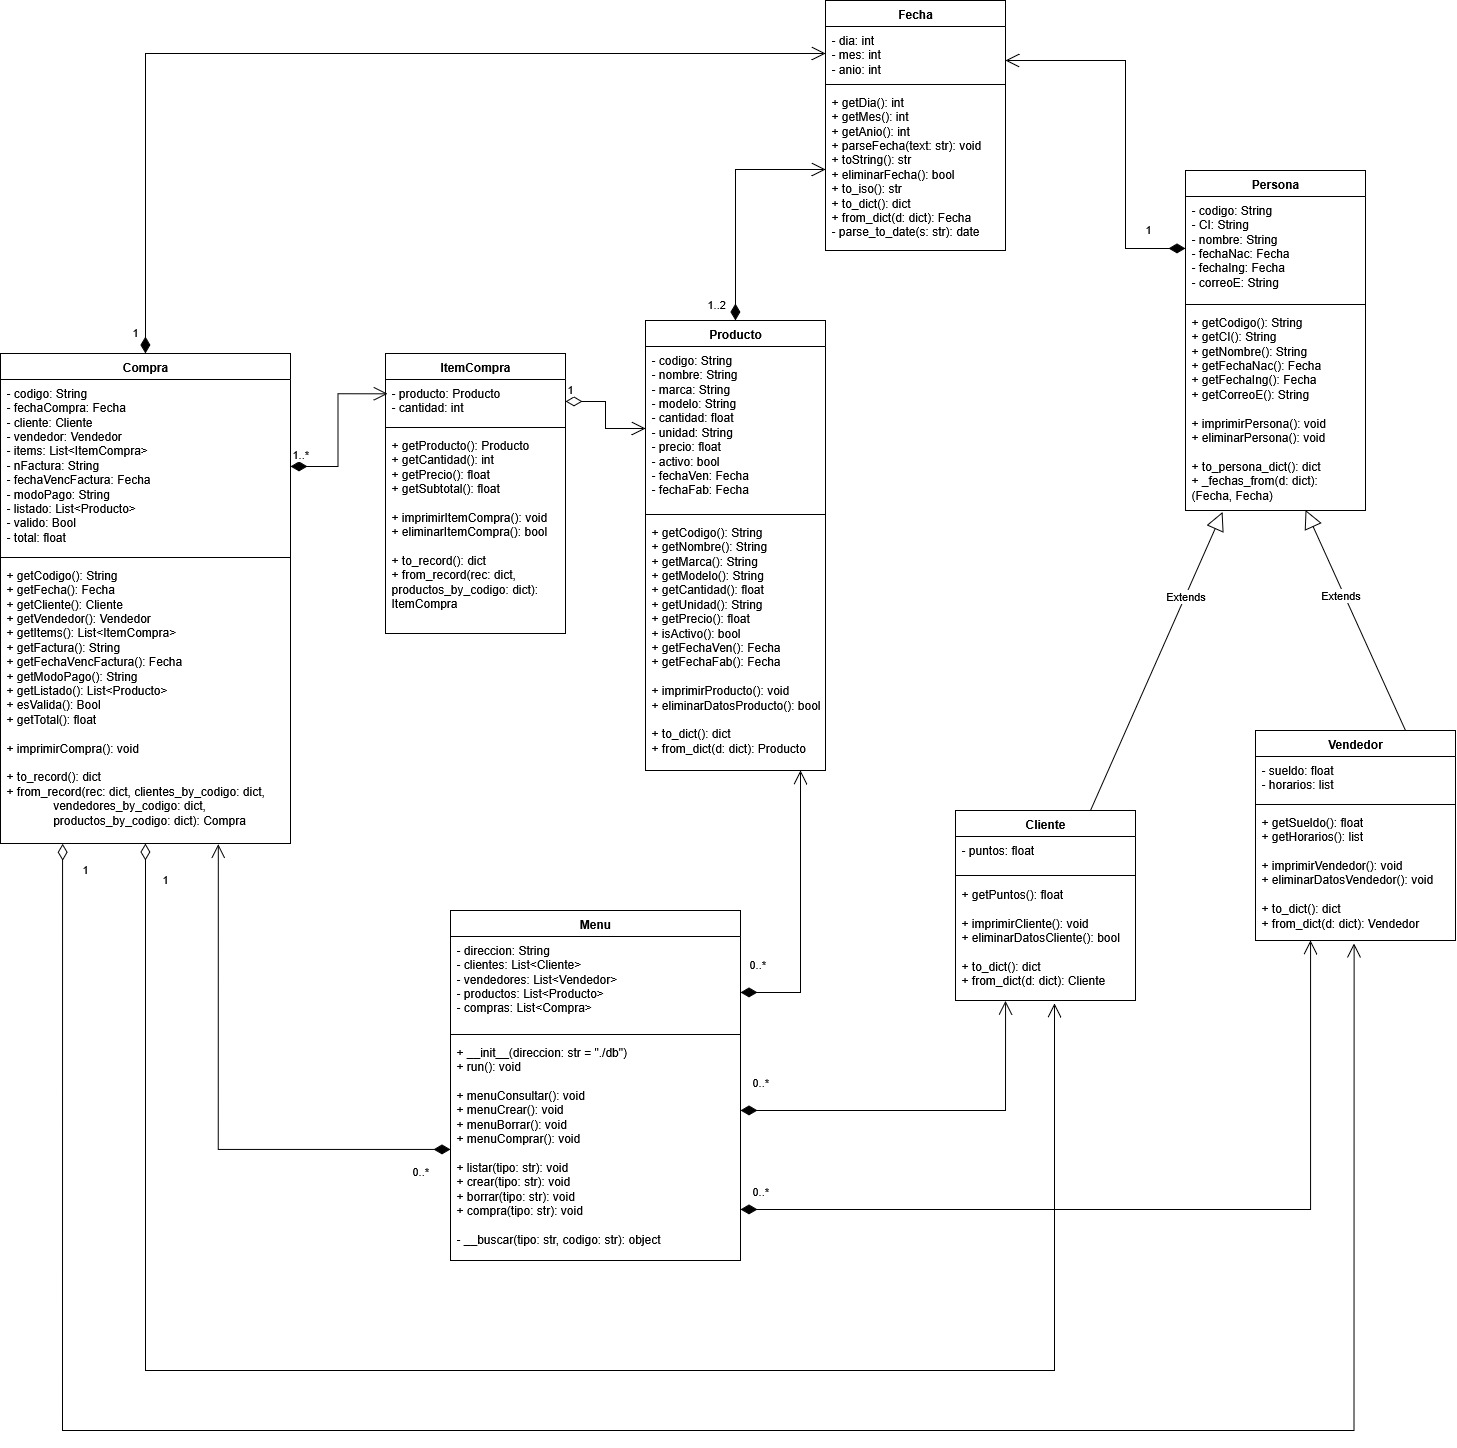 Fecha
- dia: int
- mes: int
- anio: int
+ getDia(): int
+ getMes(): int
+ getAnio(): int
+ parseFecha(text: str): void
+ toString(): str
+ eliminarFecha(): bool
+ to_iso(): str
+ to_dict(): dict
+ from_dict(d: dict): Fecha
- parse_to_date(s: str): date
Persona
- codigo: String
- CI: String
- nombre: String
- fechaNac: Fecha
- fechaIng: Fecha
- correoE: String
+ getCodigo(): String
+ getCI(): String
+ getNombre(): String
+ getFechaNac(): Fecha
+ getFechaIng(): Fecha
+ getCorreoE(): String
+ imprimirPersona(): void
+ eliminarPersona(): void
+ to_persona_dict(): dict
+ _fechas_from(d: dict):
(Fecha, Fecha)
1
1..2
1
Compra
- codigo: String
- fechaCompra: Fecha
- cliente: Cliente
- vendedor: Vendedor
- items: List<ItemCompra>
- nFactura: String
- fechaVencFactura: Fecha
- modoPago: String
- listado: List<Producto>
- valido: Bool
- total: float
+ getCodigo(): String
+ getFecha(): Fecha
+ getCliente(): Cliente
+ getVendedor(): Vendedor
+ getItems(): List<ItemCompra>
+ getFactura(): String
+ getFechaVencFactura(): Fecha
+ getModoPago(): String
+ getListado(): List<Producto>
+ esValida(): Bool
+ getTotal(): float
+ imprimirCompra(): void
+ to_record(): dict
+ from_record(rec: dict, clientes_by_codigo: dict,
vendedores_by_codigo: dict,
productos_by_codigo: dict): Compra
1..*
ItemCompra
- producto: Producto
- cantidad: int
+ getProducto(): Producto
+ getCantidad(): int
+ getPrecio(): float
+ getSubtotal(): float
+ imprimirItemCompra(): void
+ eliminarItemCompra(): bool
+ to_record(): dict
+ from_record(rec: dict,
productos_by_codigo: dict):
ItemCompra
1
Producto
- codigo: String
- nombre: String
- marca: String
- modelo: String
- cantidad: float
- unidad: String
- precio: float
- activo: bool
- fechaVen: Fecha
- fechaFab: Fecha
+ getCodigo(): String
+ getNombre(): String
+ getMarca(): String
+ getModelo(): String
+ getCantidad(): float
+ getUnidad(): String
+ getPrecio(): float
+ isActivo(): bool
+ getFechaVen(): Fecha
+ getFechaFab(): Fecha
+ imprimirProducto(): void
+ eliminarDatosProducto(): bool
+ to_dict(): dict
+ from_dict(d: dict): Producto
Extends
Extends
Vendedor
- sueldo: float
- horarios: list
+ getSueldo(): float
+ getHorarios(): list
+ imprimirVendedor(): void
+ eliminarDatosVendedor(): void
+ to_dict(): dict
+ from_dict(d: dict): Vendedor
Cliente
- puntos: float
+ getPuntos(): float
+ imprimirCliente(): void
+ eliminarDatosCliente(): bool
+ to_dict(): dict
+ from_dict(d: dict): Cliente
1
1
Menu
- direccion: String
- clientes: List<Cliente>
- vendedores: List<Vendedor>
- productos: List<Producto>
- compras: List<Compra>
+ __init__(direccion: str = "./db")
+ run(): void
+ menuConsultar(): void
+ menuCrear(): void
+ menuBorrar(): void
+ menuComprar(): void
+ listar(tipo: str): void
+ crear(tipo: str): void
+ borrar(tipo: str): void
+ compra(tipo: str): void
- __buscar(tipo: str, codigo: str): object
0..*
0..*
0..*
0..*